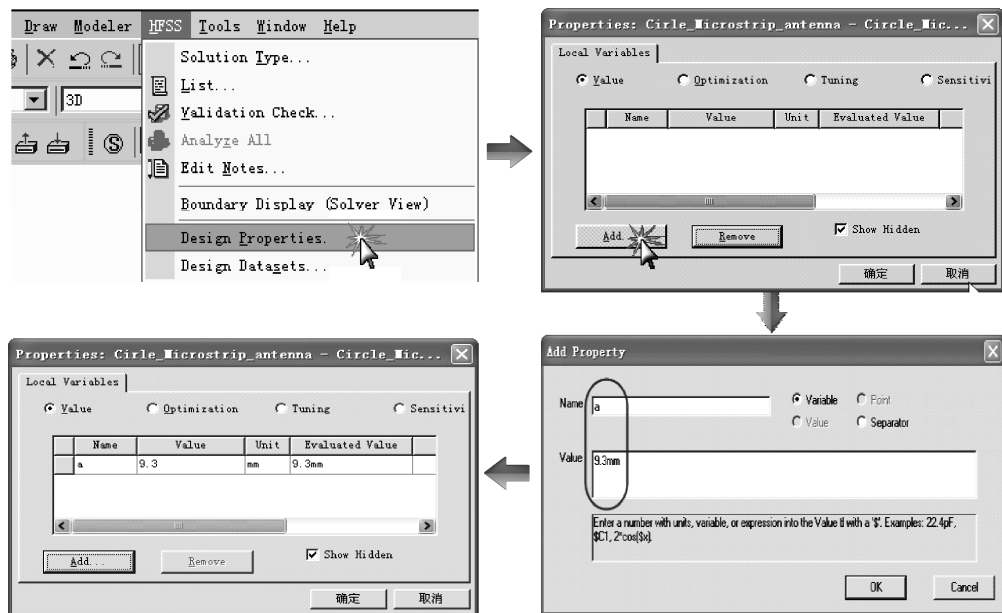 Draw Modeler HFSS Tools Window Help
3D
Solution Type...
List...
Validation Check...
Analyze All
Edit Notes...
Boundary Display (Solver View)
Design Properties.
Design Datasets...
Properties: Cirle_Microstrip_antenna - Circle_Mic...
Local Variables
Value Optimization Tuning Sensitivi
Name Value Unit Evaluated Value
Add. Remove Show Hidden
确定 取消
Add Property
Name a Variable Point
Value Separator
Value 9.3mm
Enter a number with units, variable, or expression into the Value tl with a '$'. Examples: 22.4pF,
$C1, 2*cos($x).
OK Cancel
Properties: Cirle_Microstrip_antenna - Circle_Mic...
Local Variables
Value Optimization Tuning Sensitivi
Name Value Unit Evaluated Value
a 9.3 mm 9.3mm
Add... Remove Show Hidden
确定 取消